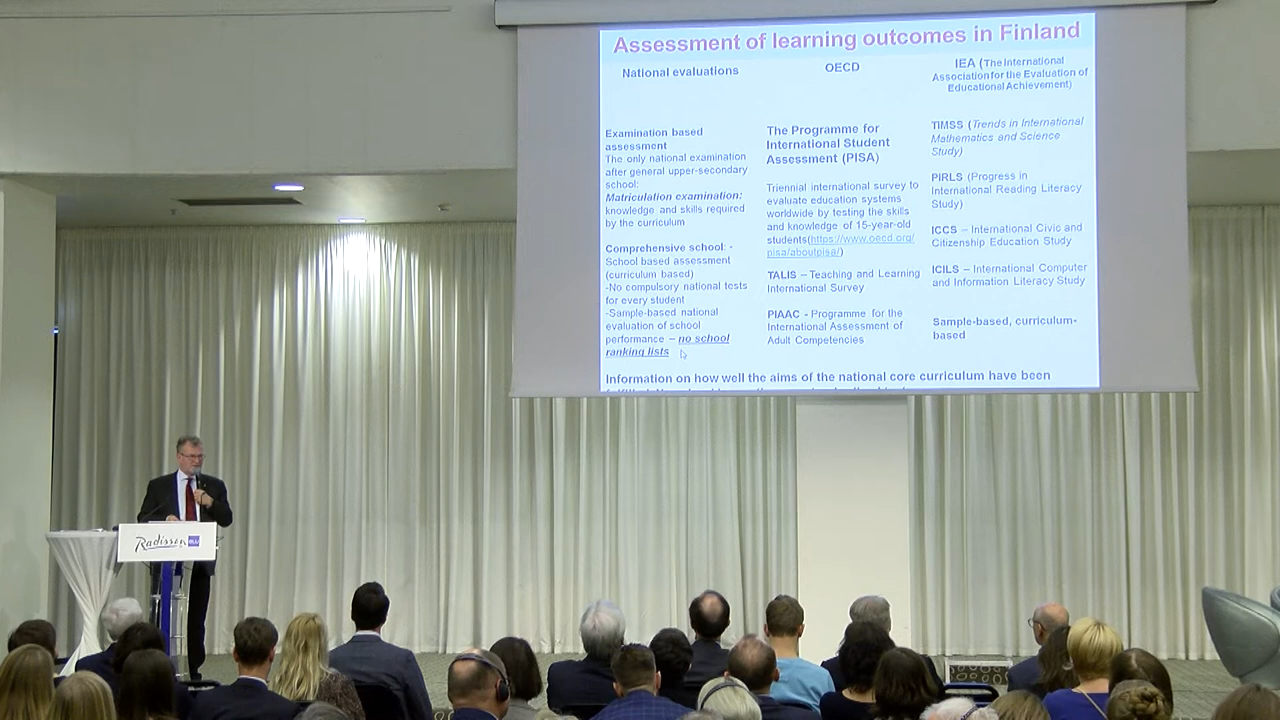 Assessment of learning outcomes in Finland
National evaluations
Examination based
assessment
The only national examination
after general upper-secondary
school:
Matriculation examination:
knowledge and skills required
by the curriculum
Comprehensive school: -
School based assessment
(curriculum based)
-No compulsory national tests
for every student
-Sample-based national
evaluation of school
performance – no school
ranking lists
OECD
The Programme for
International Student
Assessment (PISA)
Triennial international survey to
evaluate education systems
worldwide by testing the skills
and knowledge of 15-year-old
students(https://www.oecd.org/
pisa/aboutpisa/)
TALIS – Teaching and Learning
International Survey
PIAAC - Programme for the
International Assessment of
Adult Competencies
IEA (The International
Association for the Evaluation of
Educational Achievement)
TIMSS (Trends in International
Mathematics and Science
Study)
PIRLS (Progress in
International Reading Literacy
Study)
ICCS – International Civic and
Citizenship Education Study
ICILS – International Computer
and Information Literacy Study
Sample-based, curriculum-
based
Information on how well the aims of the national core curriculum have been
Radisson BLU